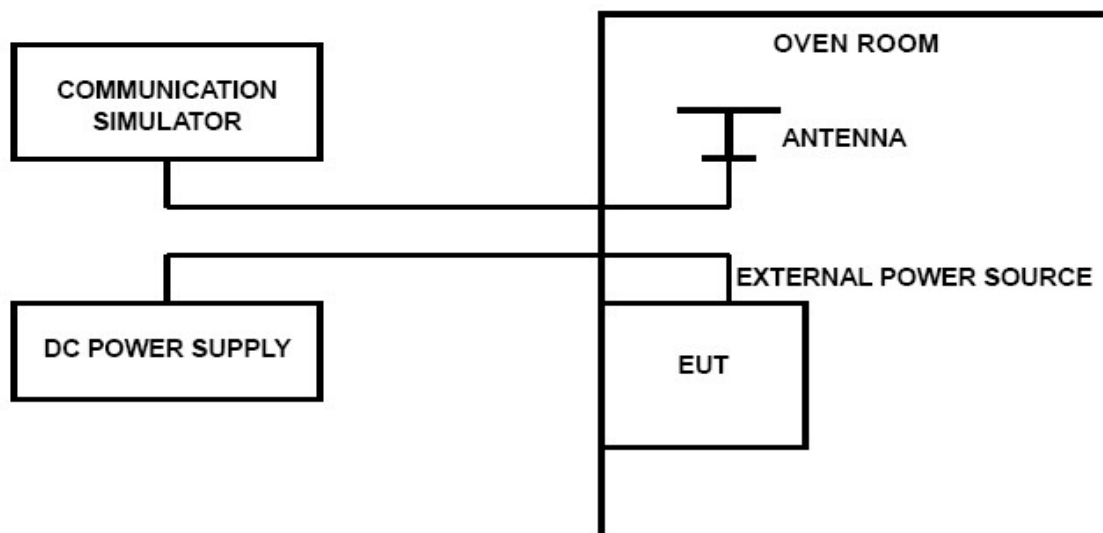 OVEN ROOM
COMMUNICATION
SIMULATOR
ANTENNA
EXTERNAL POWER SOURCE
DC POWER SUPPLY
EUT